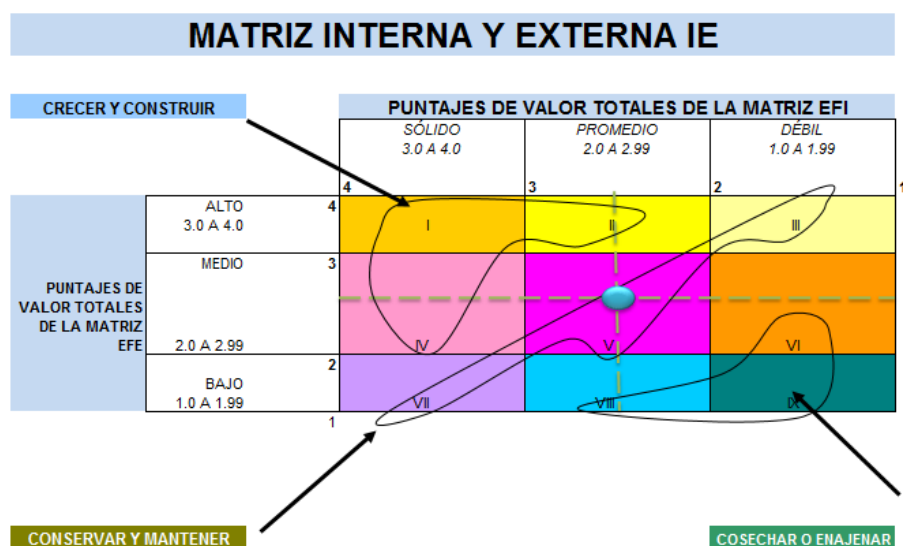 MATRIZ INTERNA Y EXTERNA IE
CRECER Y CONSTRUIR
PUNTAJES DE VALOR TOTALES DE LA MATRIZ EFI
SÓLIDO
3.0 A 4.0
PROMEDIO
2.0 A 2.99
DÉBIL
1.0 A 1.99
4
3
2
1
PUNTAJES DE
VALOR TOTALES
DE LA MATRIZ
EFE
ALTO
3.0 A 4.0
4
I
II
III
MEDIO
3
2.0 A 2.99
IV
V
VI
2
BAJO
1.0 A 1.99
VII
VIII
IX
1
CONSERVAR Y MANTENER
COSECHAR O ENAJENAR